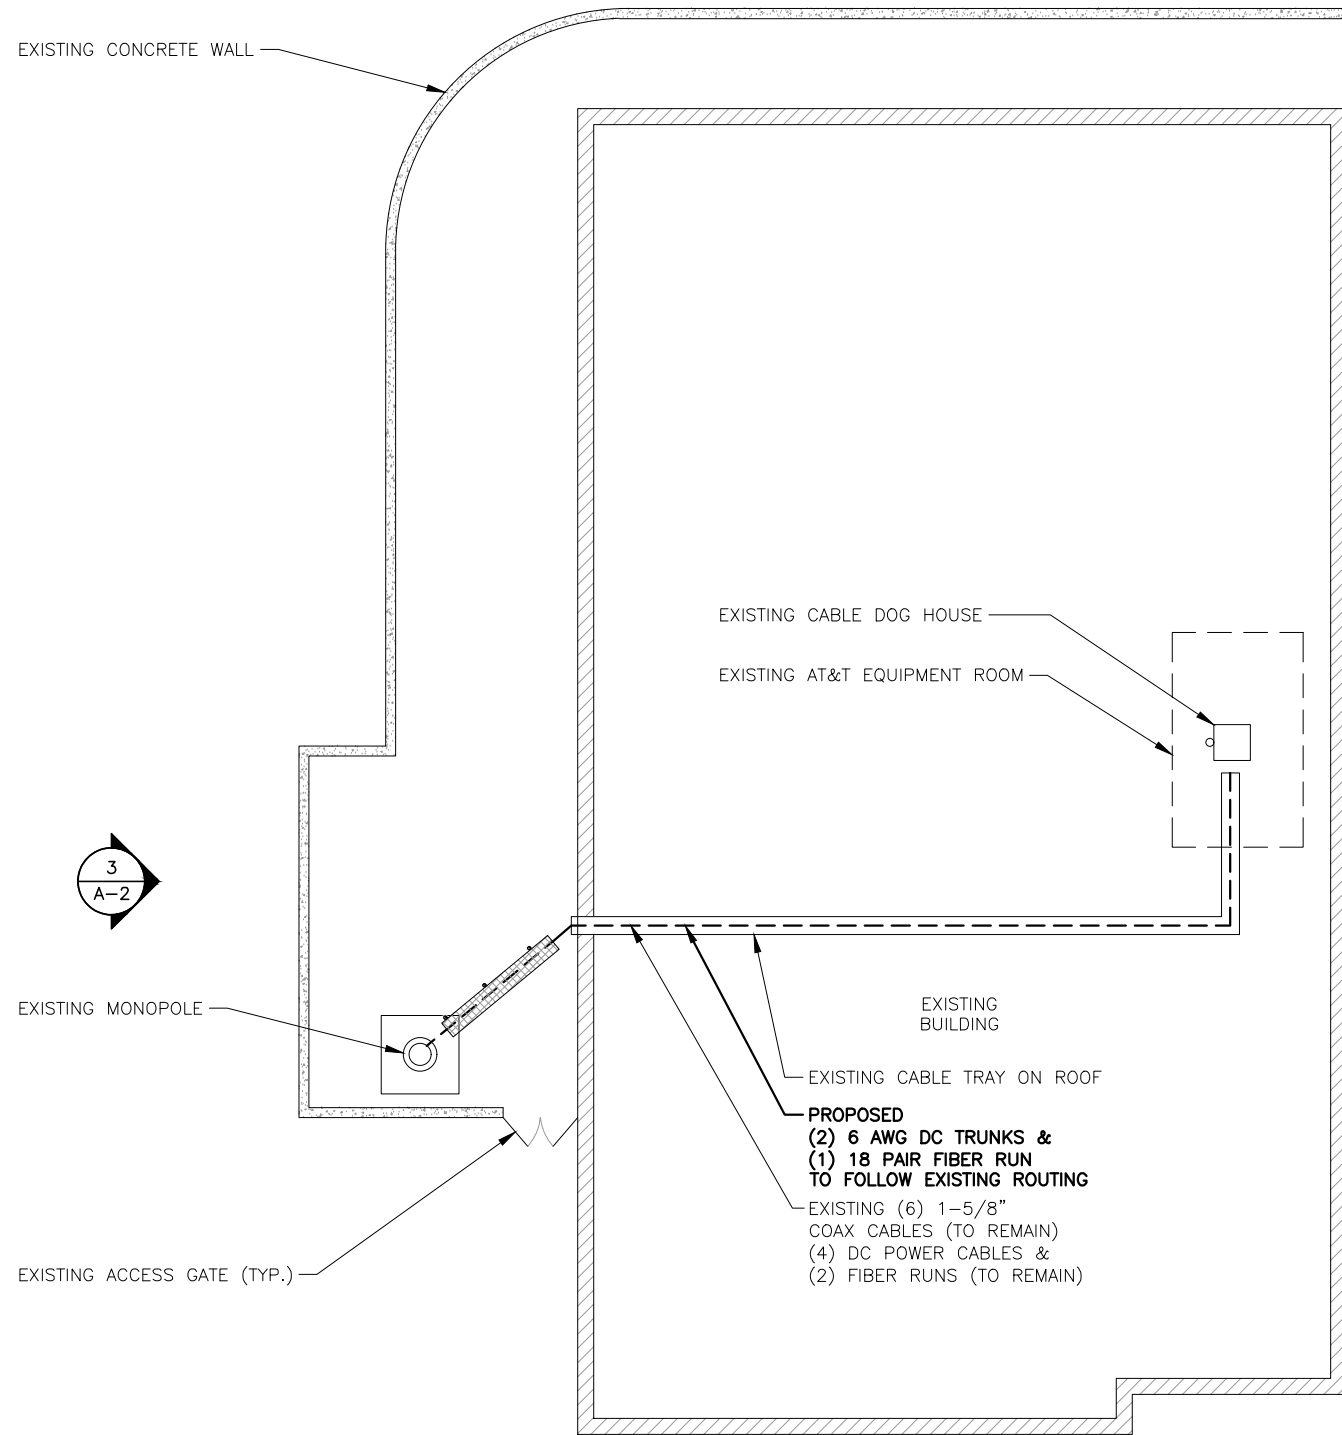 EXISTING CONCRETE WALL
EXISTING CABLE DOG HOUSE
EXISTING AT&T EQUIPMENT ROOM
3
A-2
EXISTING MONOPOLE
EXISTING
BUILDING
EXISTING CABLE TRAY ON ROOF
PROPOSED
(2) 6 AWG DC TRUNKS &
(1) 18 PAIR FIBER RUN
TO FOLLOW EXISTING ROUTING
EXISTING (6) 1-5/8"
COAX CABLES (TO REMAIN)
(4) DC POWER CABLES &
(2) FIBER RUNS (TO REMAIN)
EXISTING ACCESS GATE (TYP.)